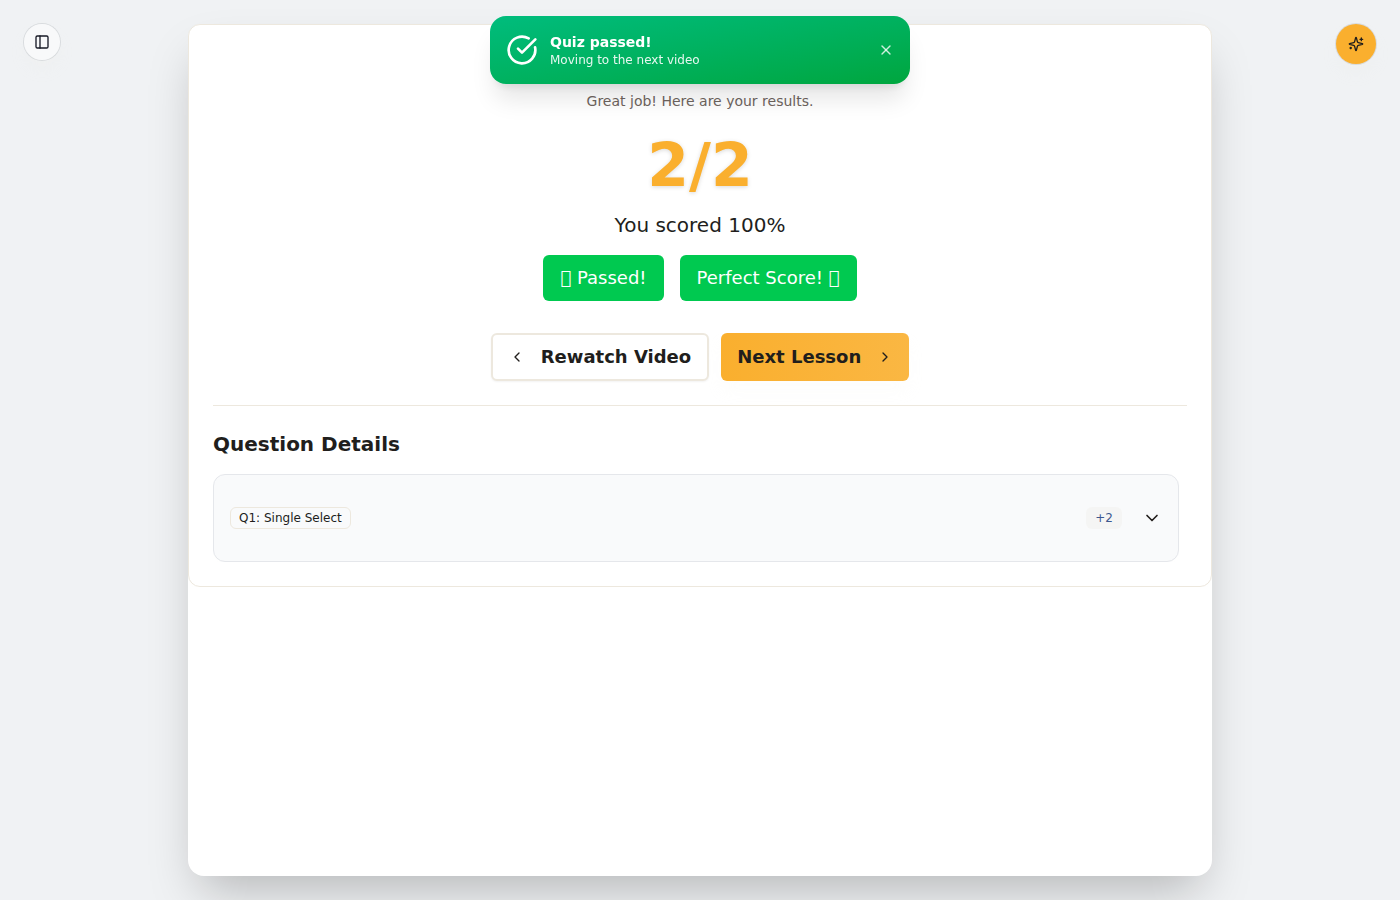 Quiz passed!
Moving to the next video
Great job! Here are your results.
2/2
You scored 100%
Passed!
Perfect Score!
Rewatch Video
Next Lesson
Question Details
Q1: Single Select
+2